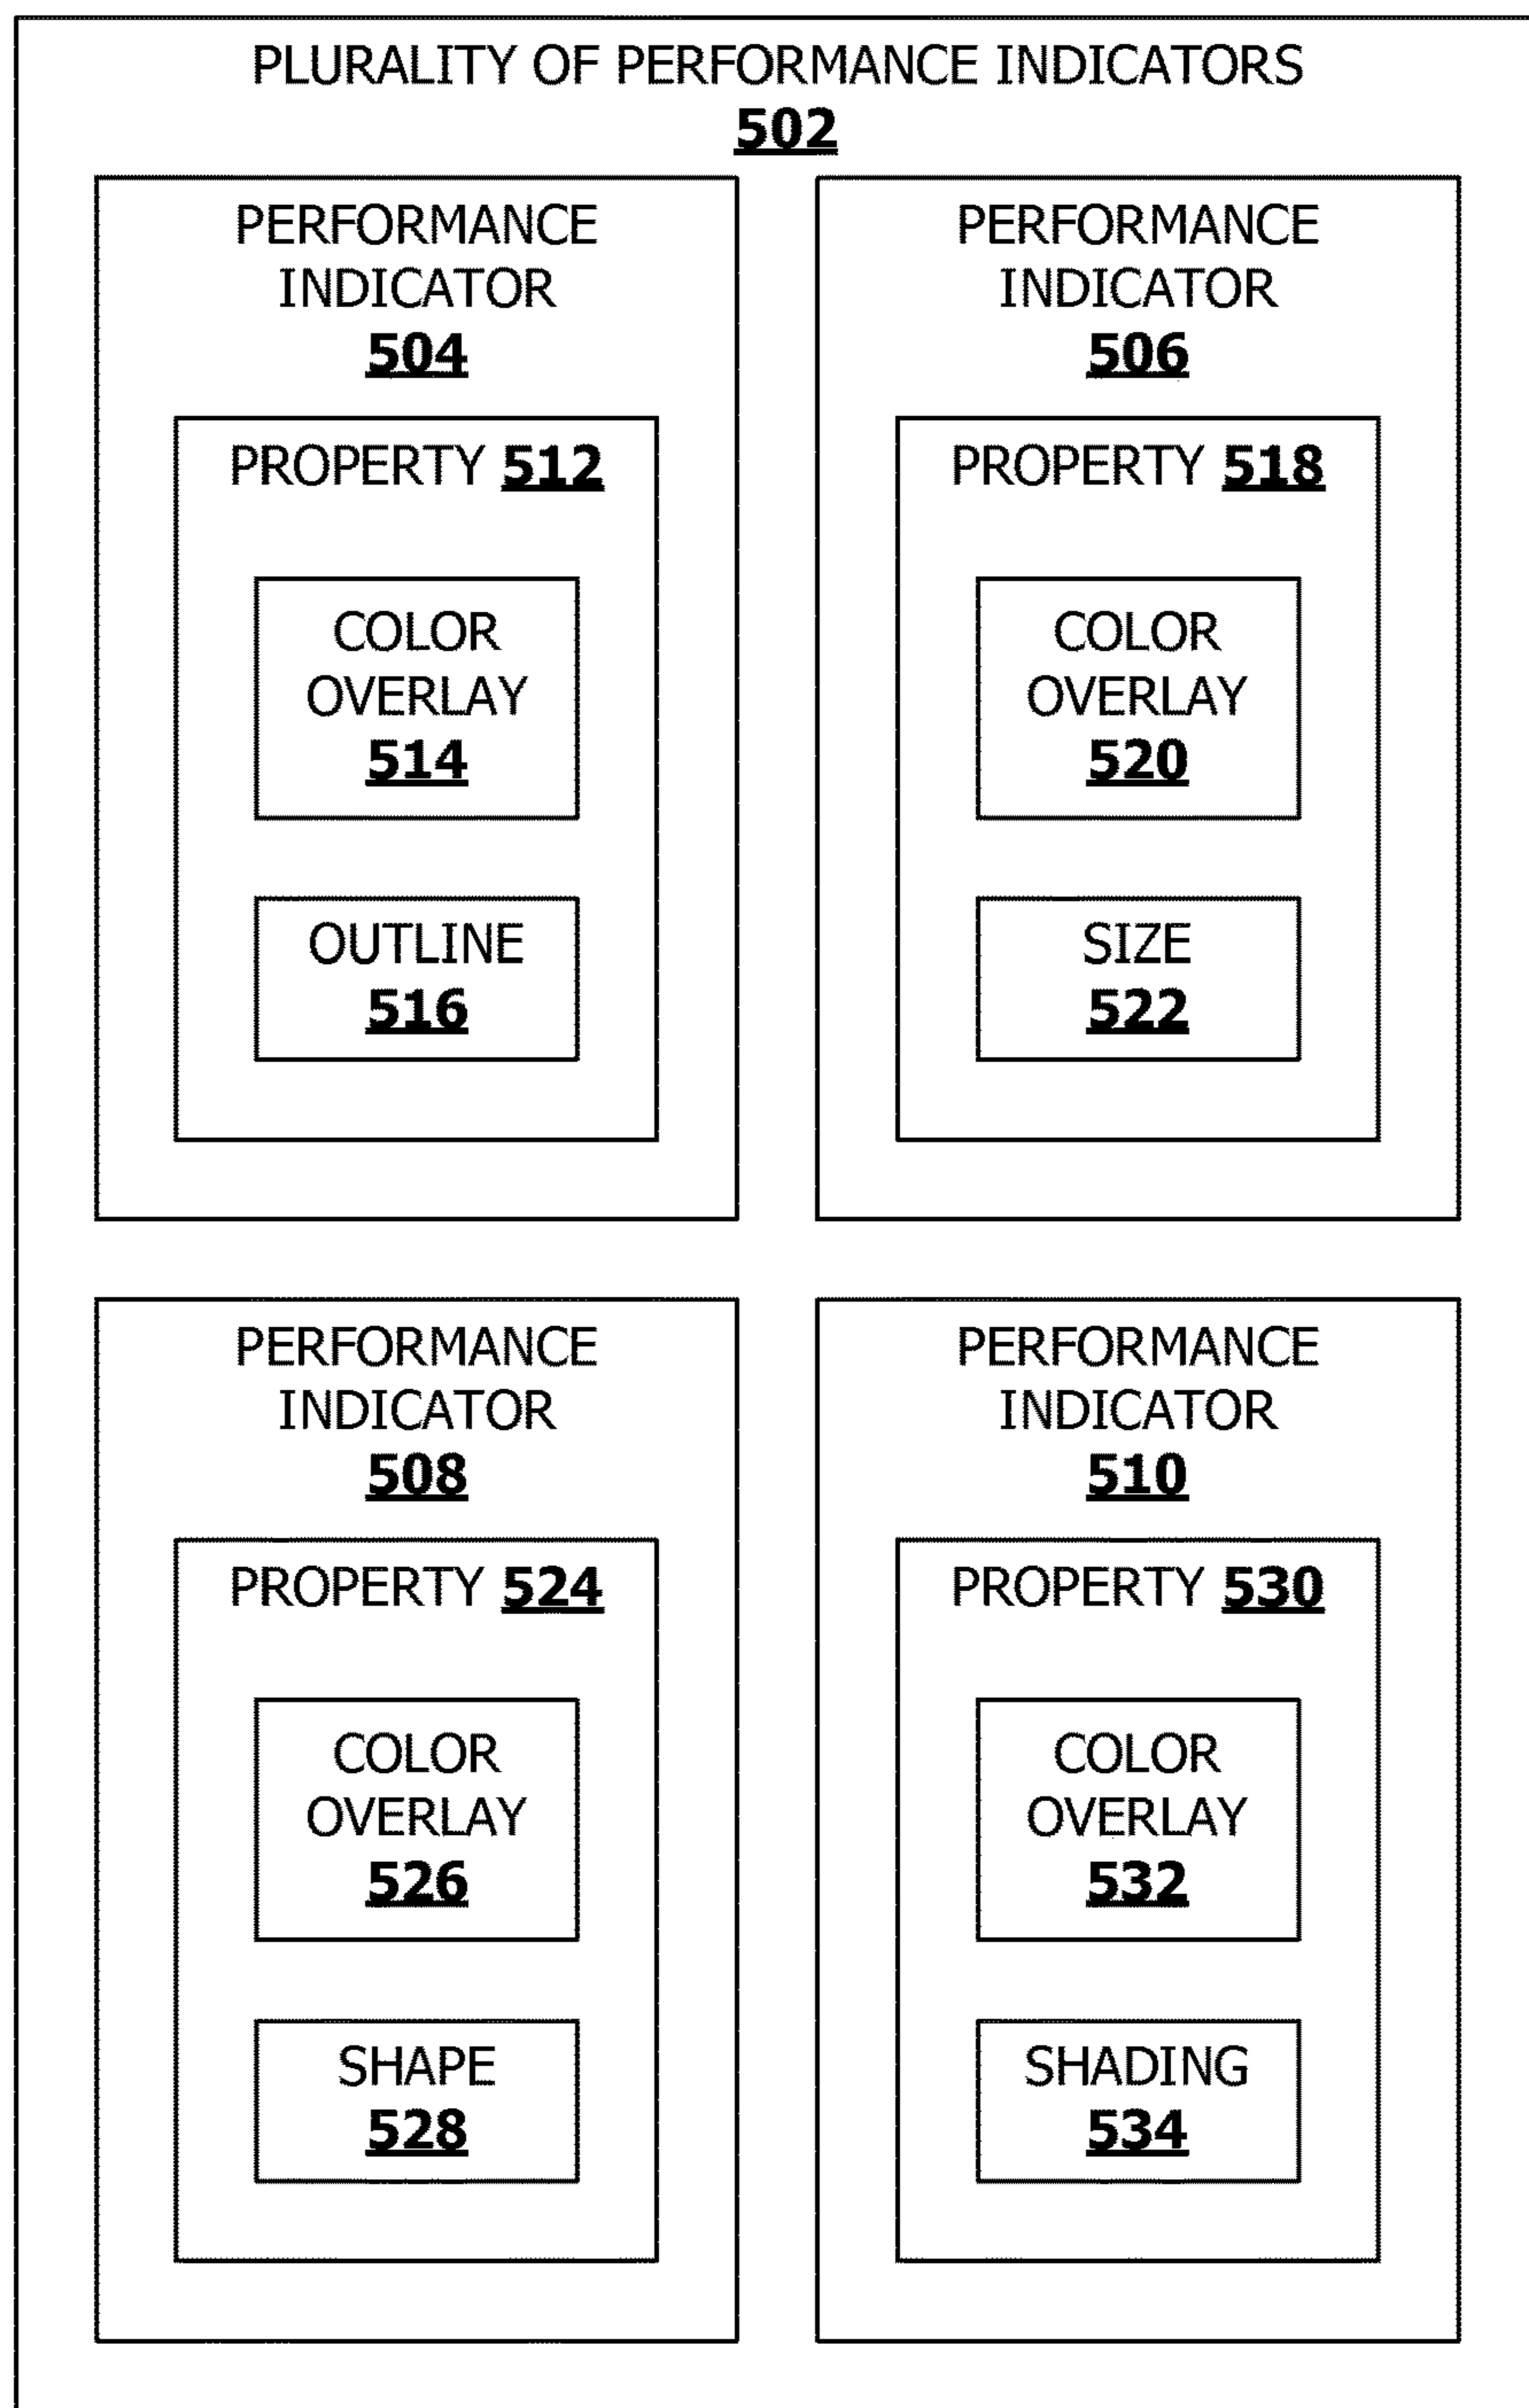 PLURALITY OF PERFORMANCE INDICATORS
502
PERFORMANCE
INDICATOR
504
PROPERTY 512
COLOR
OVERLAY
514
OUTLINE
516
PERFORMANCE
INDICATOR
506
PROPERTY 518
COLOR
OVERLAY
520
SIZE
522
PERFORMANCE
INDICATOR
508
PROPERTY 524
COLOR
OVERLAY
526
SHAPE
528
PERFORMANCE
INDICATOR
510
PROPERTY 530
COLOR
OVERLAY
532
SHADING
534